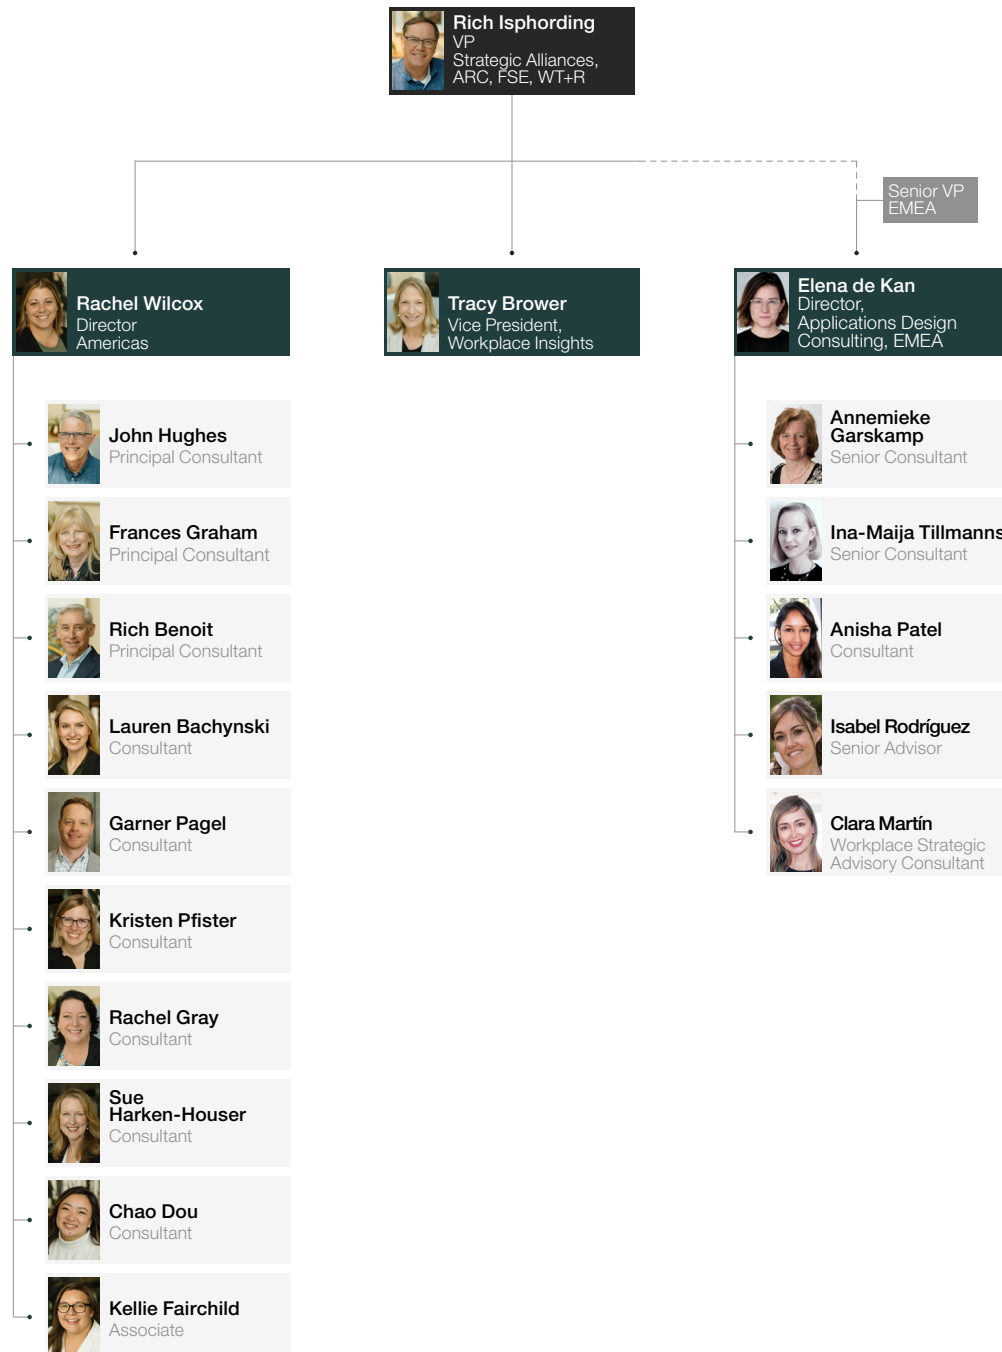 Rich Isphording
VP
Strategic Alliances,
ARC, FSE, WT+R
Senior VP
EMEA
Rachel Wilcox
Director
Americas
Tracy Brower
Vice President,
Workplace Insights
Elena de Kan
Director,
Applications Design
Consulting, EMEA
John Hughes
Principal Consultant
Frances Graham
Principal Consultant
Rich Benoit
Principal Consultant
Lauren Bachynski
Consultant
Garner Pagel
Consultant
Kristen Pfister
Consultant
Rachel Gray
Consultant
Sue
Harken-Houser
Consultant
Chao Dou
Consultant
Kellie Fairchild
Associate
Annemieke
Garskamp
Senior Consultant
Ina-Maija Tillmanns
Senior Consultant
Anisha Patel
Consultant
Isabel Rodríguez
Senior Advisor
Clara Martín
Workplace Strategic
Advisory Consultant